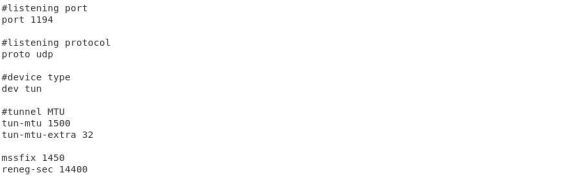 #listening port
port 1194
#listening protocol
proto udp
#device type
dev tun
#tunnel MTU
tun-mtu 1500
tun-mtu-extra 32
mssfix 1450
reneg-sec 14400